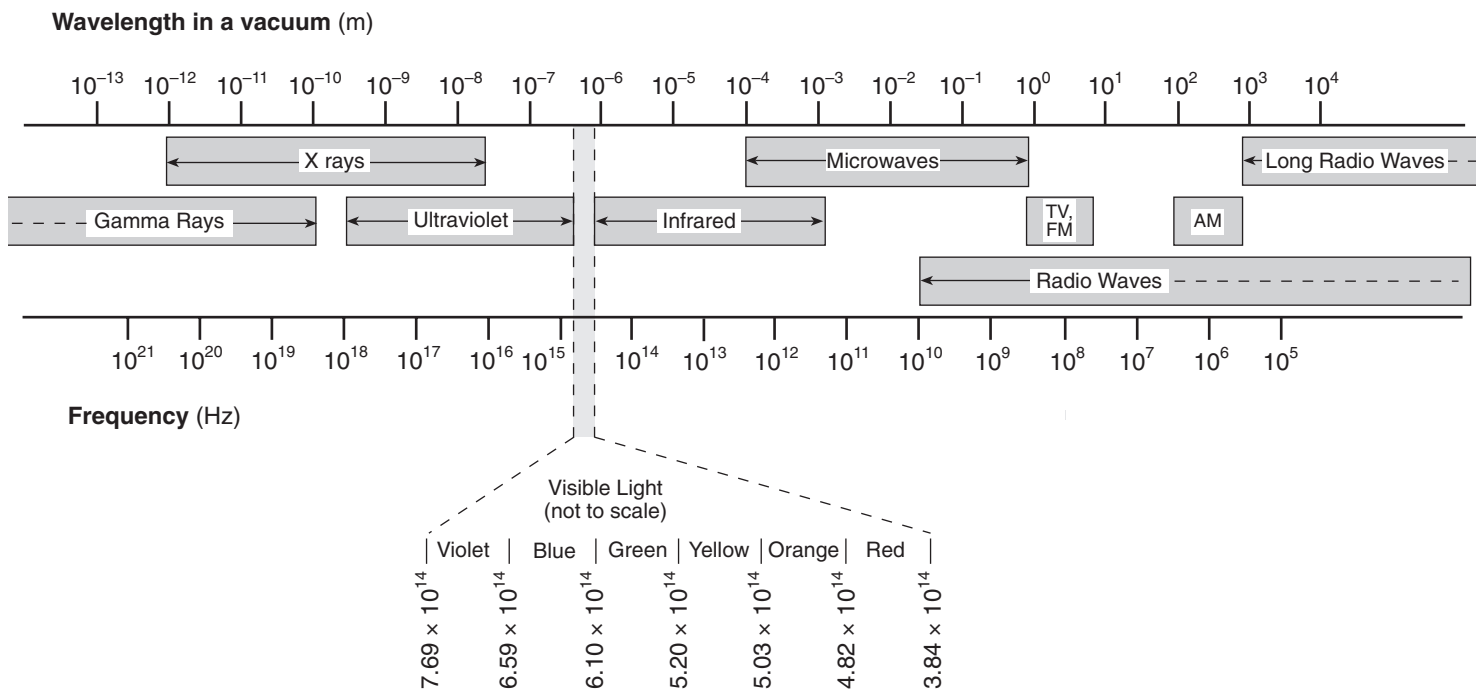 Wavelength in a vacuum (m)
10⁻¹³ 10⁻¹² 10⁻¹¹ 10⁻¹⁰ 10⁻⁹ 10⁻⁸ 10⁻⁷ 10⁻⁶ 10⁻⁵ 10⁻⁴ 10⁻³ 10⁻² 10⁻¹ 10⁰ 10¹ 10² 10³ 10⁴
X rays Microwaves Long Radio Waves
Gamma Rays Ultraviolet Infrared TV, AM
FM
Radio Waves
10²¹ 10²⁰ 10¹⁹ 10¹⁸ 10¹⁷ 10¹⁶ 10¹⁵ 10¹⁴ 10¹³ 10¹² 10¹¹ 10¹⁰ 10⁹ 10⁸ 10⁷ 10⁶ 10⁵
Frequency (Hz)
Visible Light
(not to scale)
Violet Blue Green Yellow Orange Red
7.69 × 10¹⁴
6.59 × 10¹⁴
6.10 × 10¹⁴
5.20 × 10¹⁴
5.03 × 10¹⁴
4.82 × 10¹⁴
3.84 × 10¹⁴